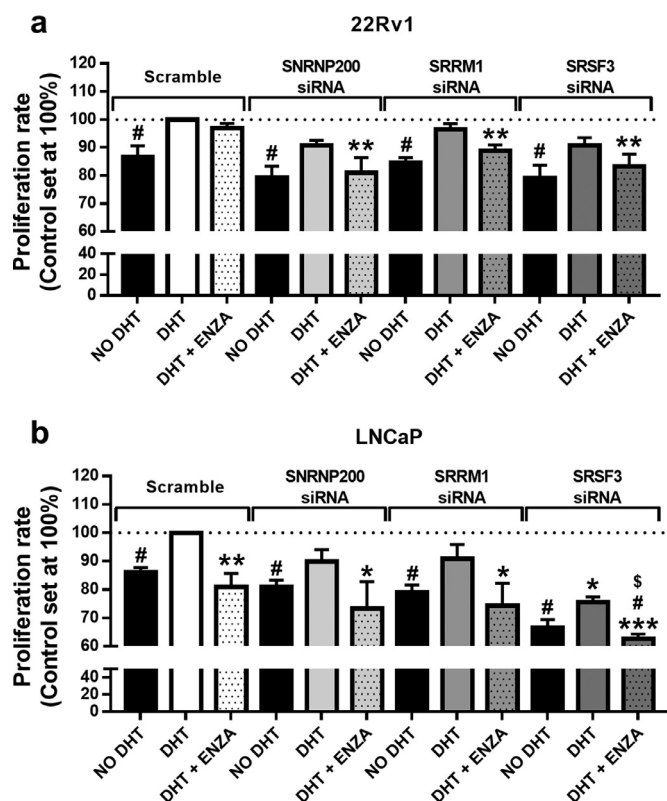 a
22Rv1
Proliferation rate
(Control set at 100%)
120
110
100
90
80
70
60
40
20
0
Scramble
SNRNP200
siRNA
SRRM1
siRNA
SRSF3
siRNA
# # ** # ** # **
NO DHT
DHT
DHT + ENZA
NO DHT
DHT
DHT + ENZA
NO DHT
DHT
DHT + ENZA
NO DHT
DHT
DHT + ENZA
b
LNCaP
Proliferation rate
(Control set at 100%)
120
110
100
90
80
70
60
40
20
0
Scramble
SNRNP200
siRNA
SRRM1
siRNA
SRSF3
siRNA
# ** # * # * # * $
#
***
NO DHT
DHT
DHT + ENZA
NO DHT
DHT
DHT + ENZA
NO DHT
DHT
DHT + ENZA
NO DHT
DHT
DHT + ENZA